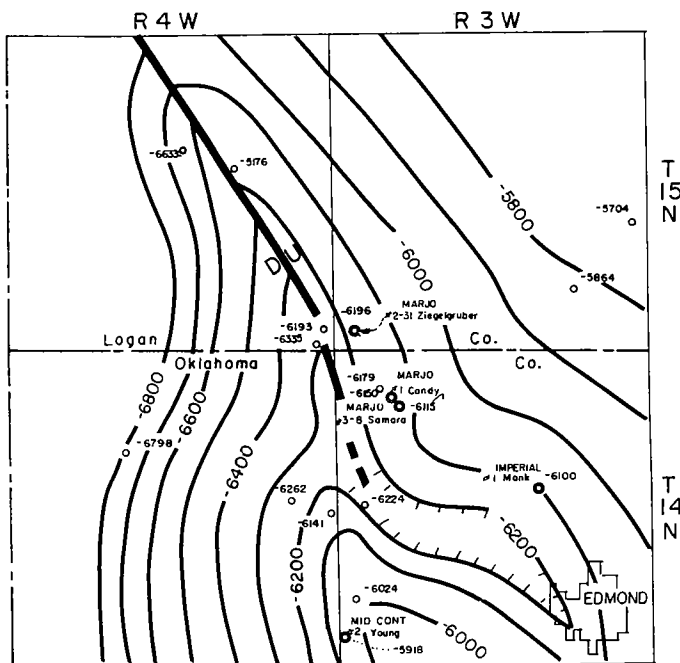 R 4 W
R 3 W
T
15
N
-6633
-5176
-5800
-5704
-6000
-5864
D U
-6196
MARJO
#2-31 Ziegelgruber
-6193
-6335
Logan
Co.
Oklahoma
Co.
-6179
MARJO
#1 Candy
-6150
-6115
MARJO
#3-8 Samara
-6800
-6600
-6400
-6798
IMPERIAL
#1 Monk
-6100
T
14
N
-6262
-6224
-6141
-6200
-6200
EDMOND
-6024
-6000
MID CONT
#2 Young
-5918